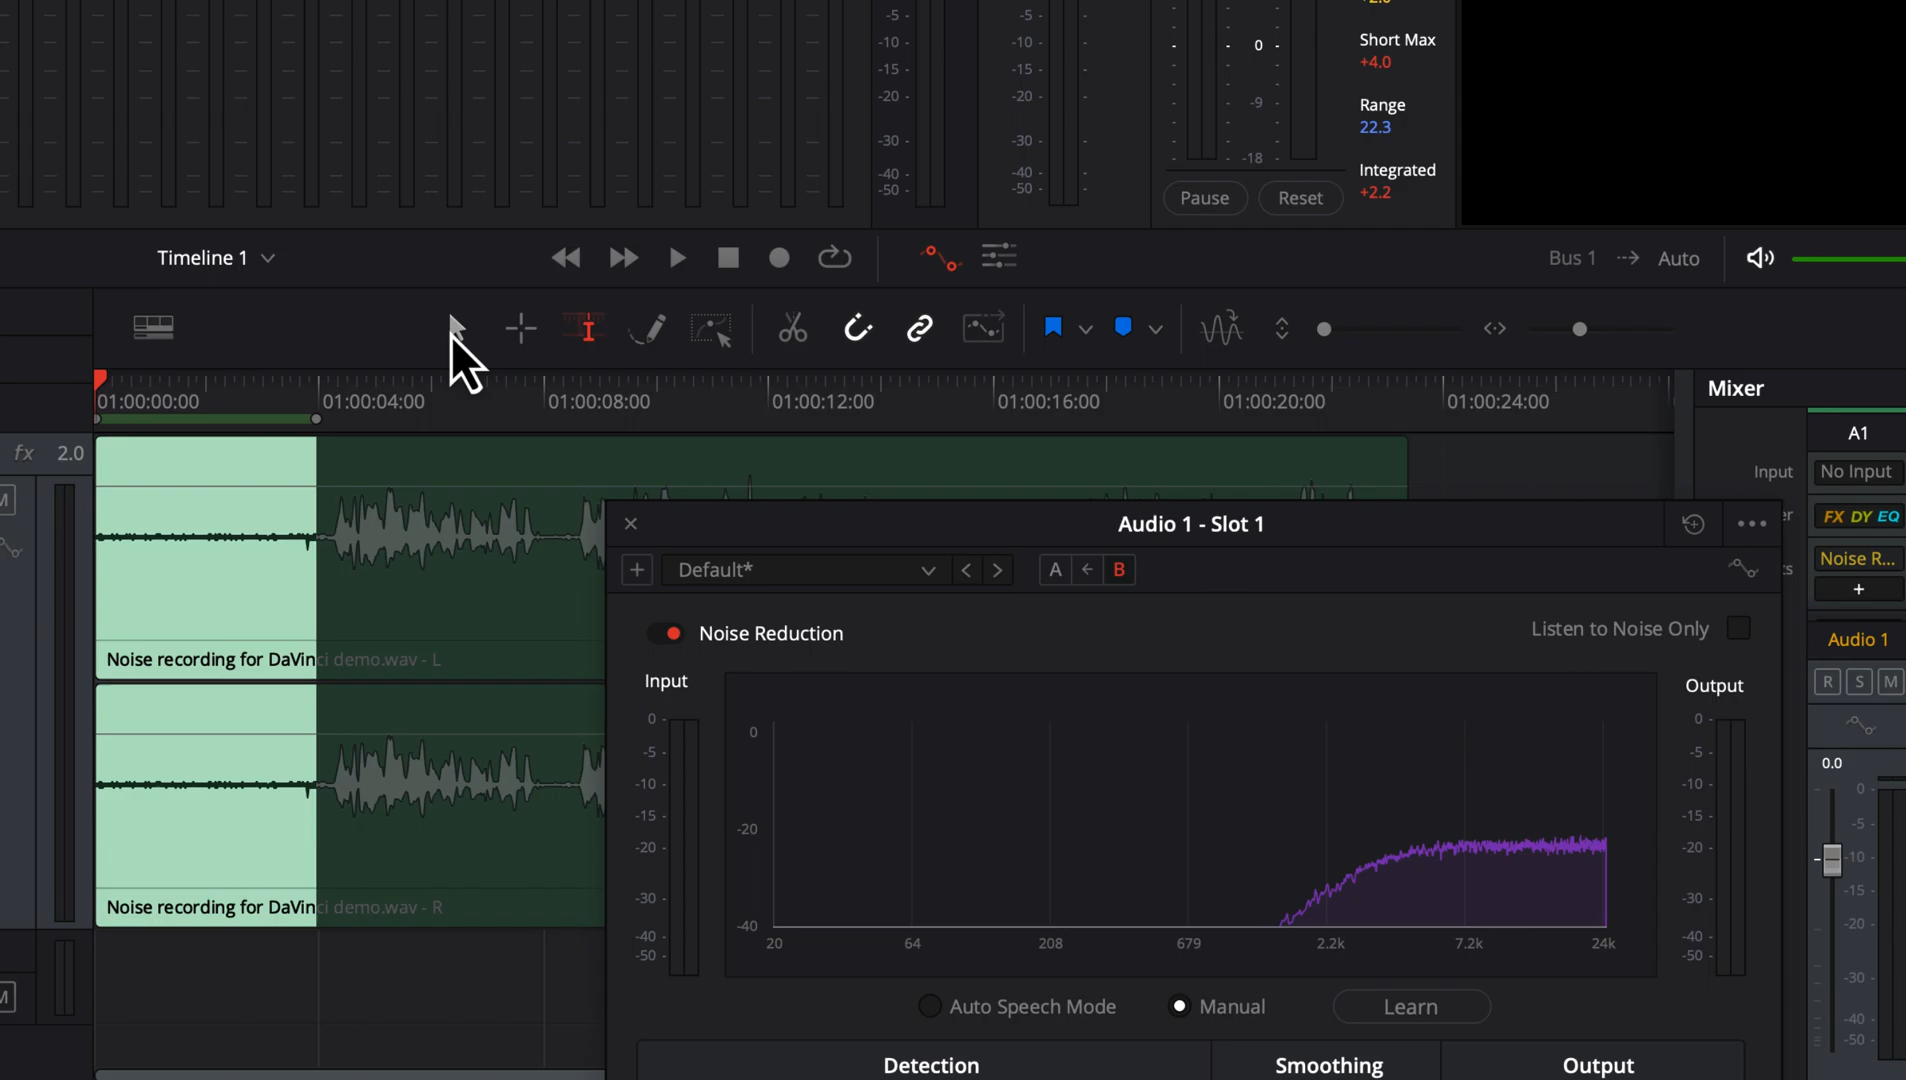 -5 -
-10 -
-15 -
-20 -
-30 -
-40 -
-50 -
-5 -
-10 -
-15 -
-20 -
-30 -
-40 -
-50 -
0
-9
-18
Short Max
+4.0
Range
22.3
Integrated
+2.2
Pause
Reset
Timeline 1
Bus 1
Auto
01:00:00:00
01:00:04:00
01:00:08:00
01:00:12:00
01:00:16:00
01:00:20:00
01:00:24:00
Mixer
fx 2.0
M
A1
Input
No Input
FX DY EQ
Noise R...
+
Audio 1
R S M
0.0
0 -
-5 -
-10 -
-15 -
-20 -
-30 -
-40 -
-50 -
Noise recording for DaVinci demo.wav - L
Noise recording for DaVinci demo.wav - R
M
Audio 1 - Slot 1
Default*
A
B
Noise Reduction
Listen to Noise Only
Input
0 -
-5 -
-10 -
-15 -
-20 -
-30 -
-40 -
-50 -
0
-20
-40
20
64
208
679
2.2k
7.2k
24k
Output
0 -
-5 -
-10 -
-15 -
-20 -
-30 -
-40 -
-50 -
Auto Speech Mode
Manual
Learn
Detection
Smoothing
Output